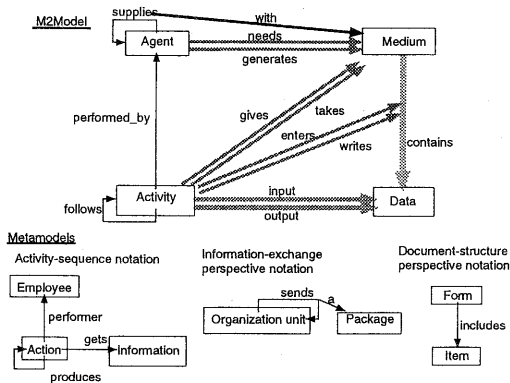 supplies
M2Model
with
Agent
needs
Medium
generates
performed_by
gives
takes
enters
writes
contains
Activity
input
Data
follows
output
Metamodels
Activity-sequence notation
Information-exchange
perspective notation
Document-structure
perspective notation
Employee
performer
sends
a
Organization unit
Package
Form
includes
Action
gets
Information
Item
produces